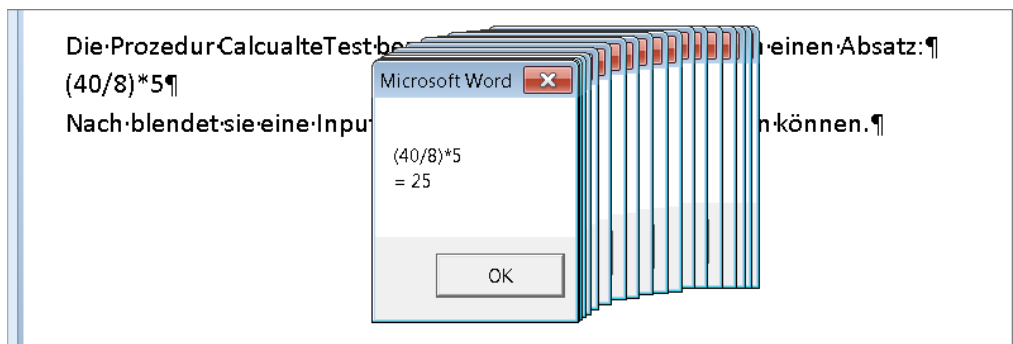 Die·Prozedur·CalcualteTest·be einen·Absatz:¶
(40/8)*5¶
Nach·blendet·sie·eine·Input n·können.¶
Microsoft Word
(40/8)*5
= 25
OK